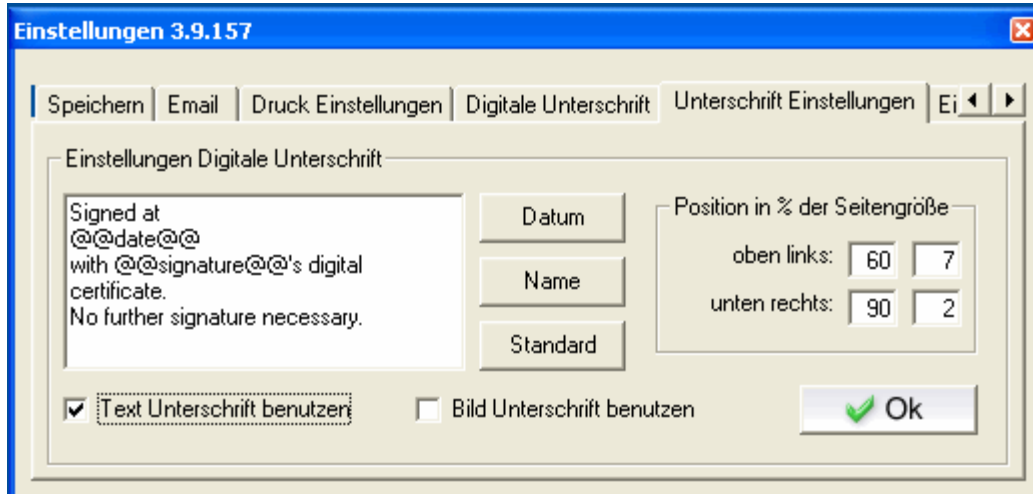 Einstellungen 3.9.157
Speichern Email Druck Einstellungen Digitale Unterschrift Unterschrift Einstellungen Ei
Einstellungen Digitale Unterschrift
Signed at
@@date@@
with @@signature@@'s digital
certificate.
No further signature necessary.
Datum
Name
Standard
Position in % der Seitengröße
oben links: 60 7
unten rechts: 90 2
Text Unterschrift benutzen
Bild Unterschrift benutzen
Ok